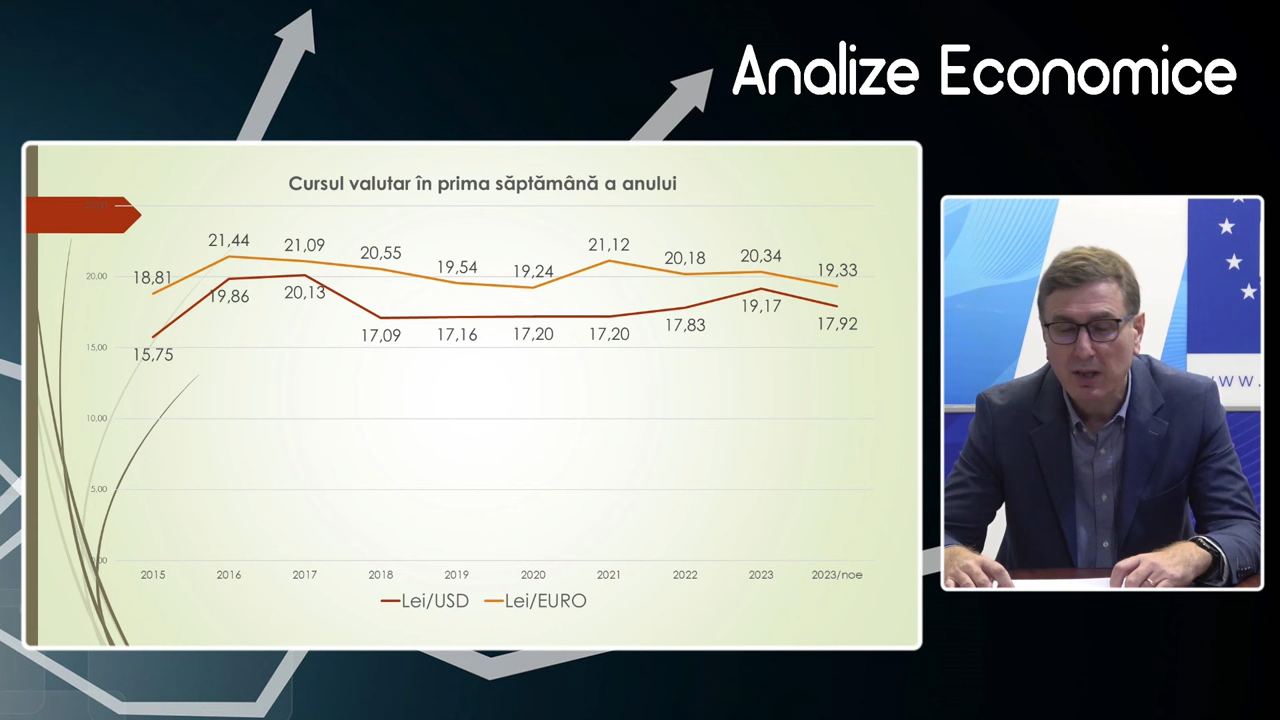 Analize Economice
Cursul valutar în prima săptămână a anului
21,44 21,09 20,55 19,54 19,24 21,12 20,18 20,34 19,33
18,81
20,00
19,86 20,13 17,09 17,16 17,20 17,20 17,83 19,17 17,92
15,75
15,00
10,00
5,00
2015 2016 2017 2018 2019 2020 2021 2022 2023 2023/noe
Lei/USD Lei/EURO